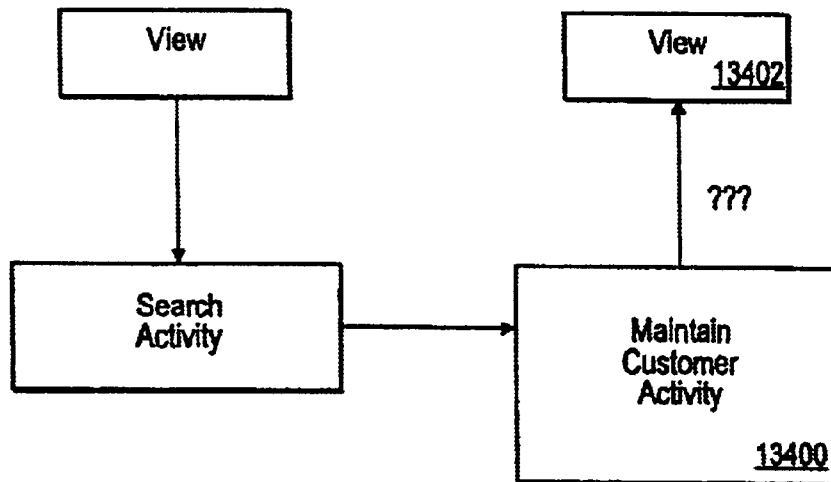 View
View
13402
???
Search
Activity
Maintain
Customer
Activity
13400